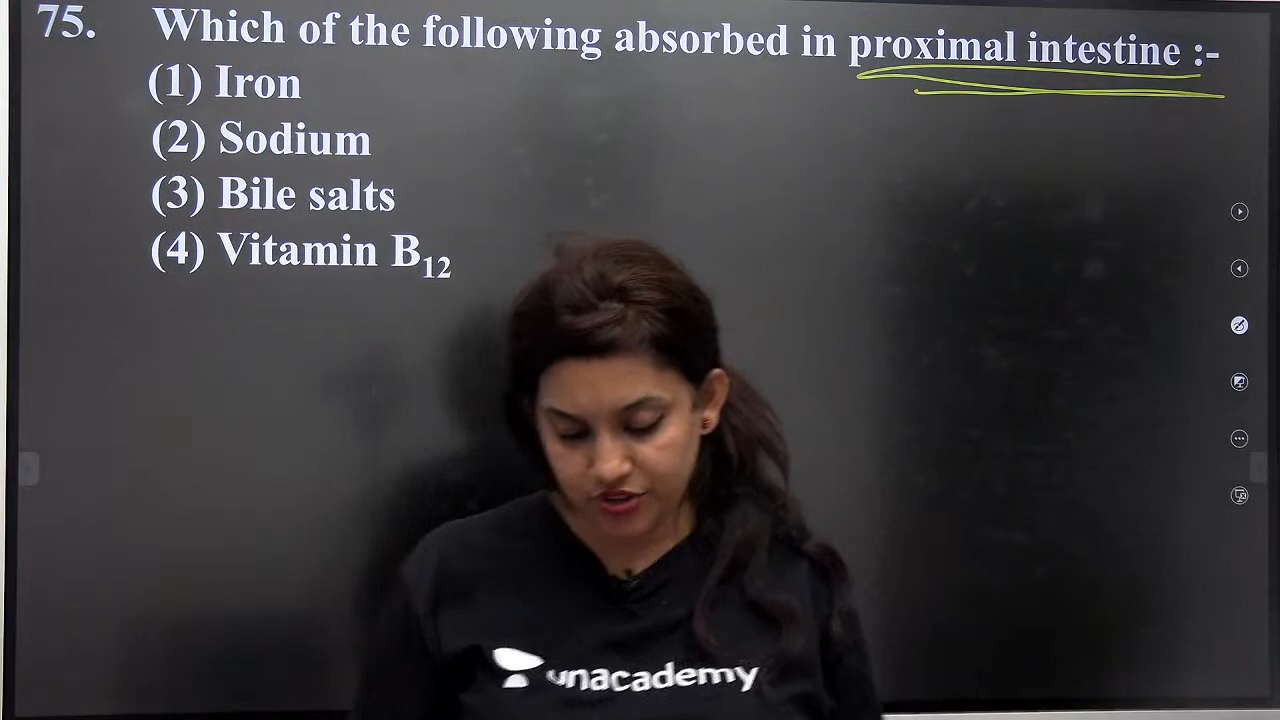 75. Which of the following absorbed in proximal intestine :-
(1) Iron
(2) Sodium
(3) Bile salts
(4) Vitamin B₁₂
unacademy